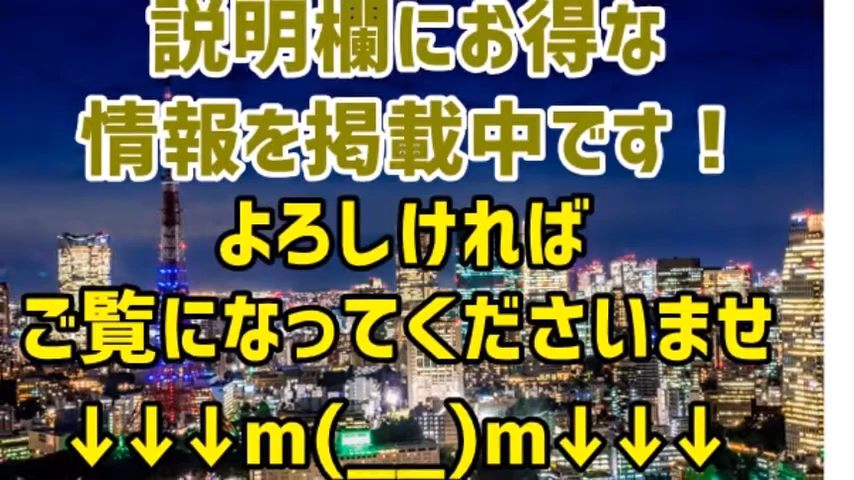 説明欄にお得な
情報を掲載中です！
よろしければ
ご覧になってくださいませ
↓↓↓m(__)m↓↓↓